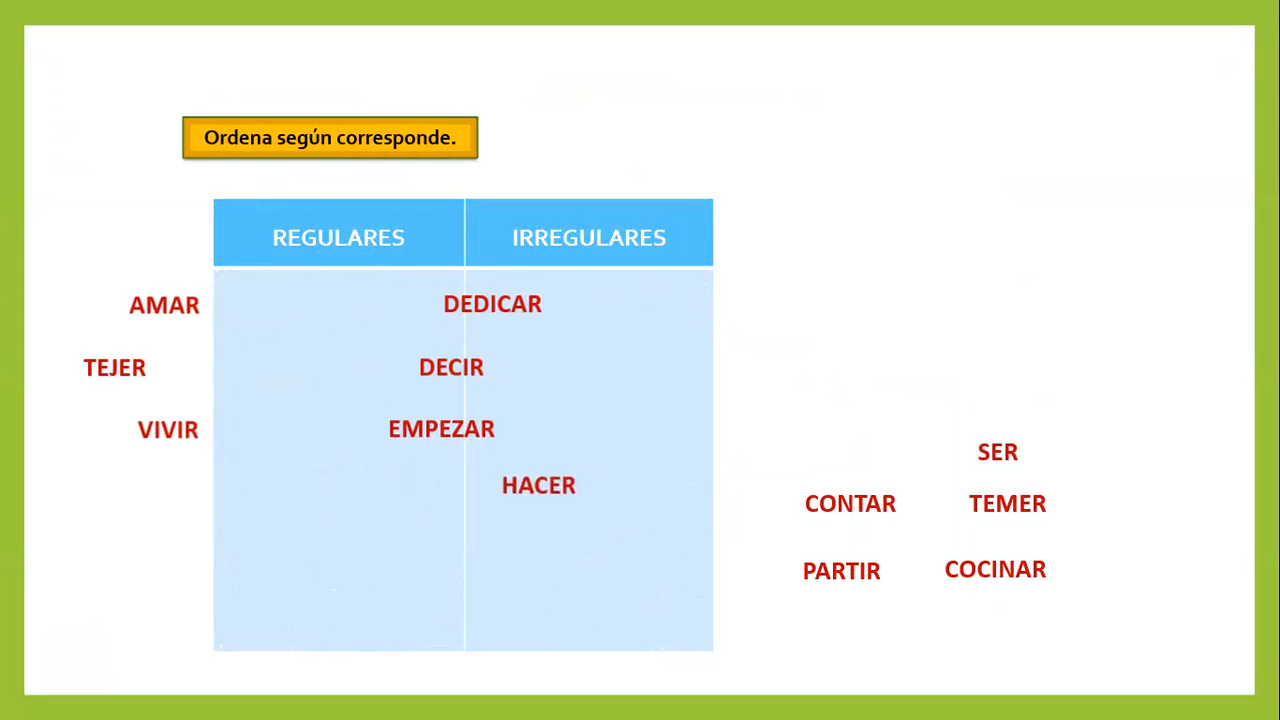 Ordena según corresponde.
REGULARES IRREGULARES
AMAR DEDICAR
TEJER DECIR
VIVIR EMPEZAR
SER
HACER
CONTAR TEMER
PARTIR COCINAR